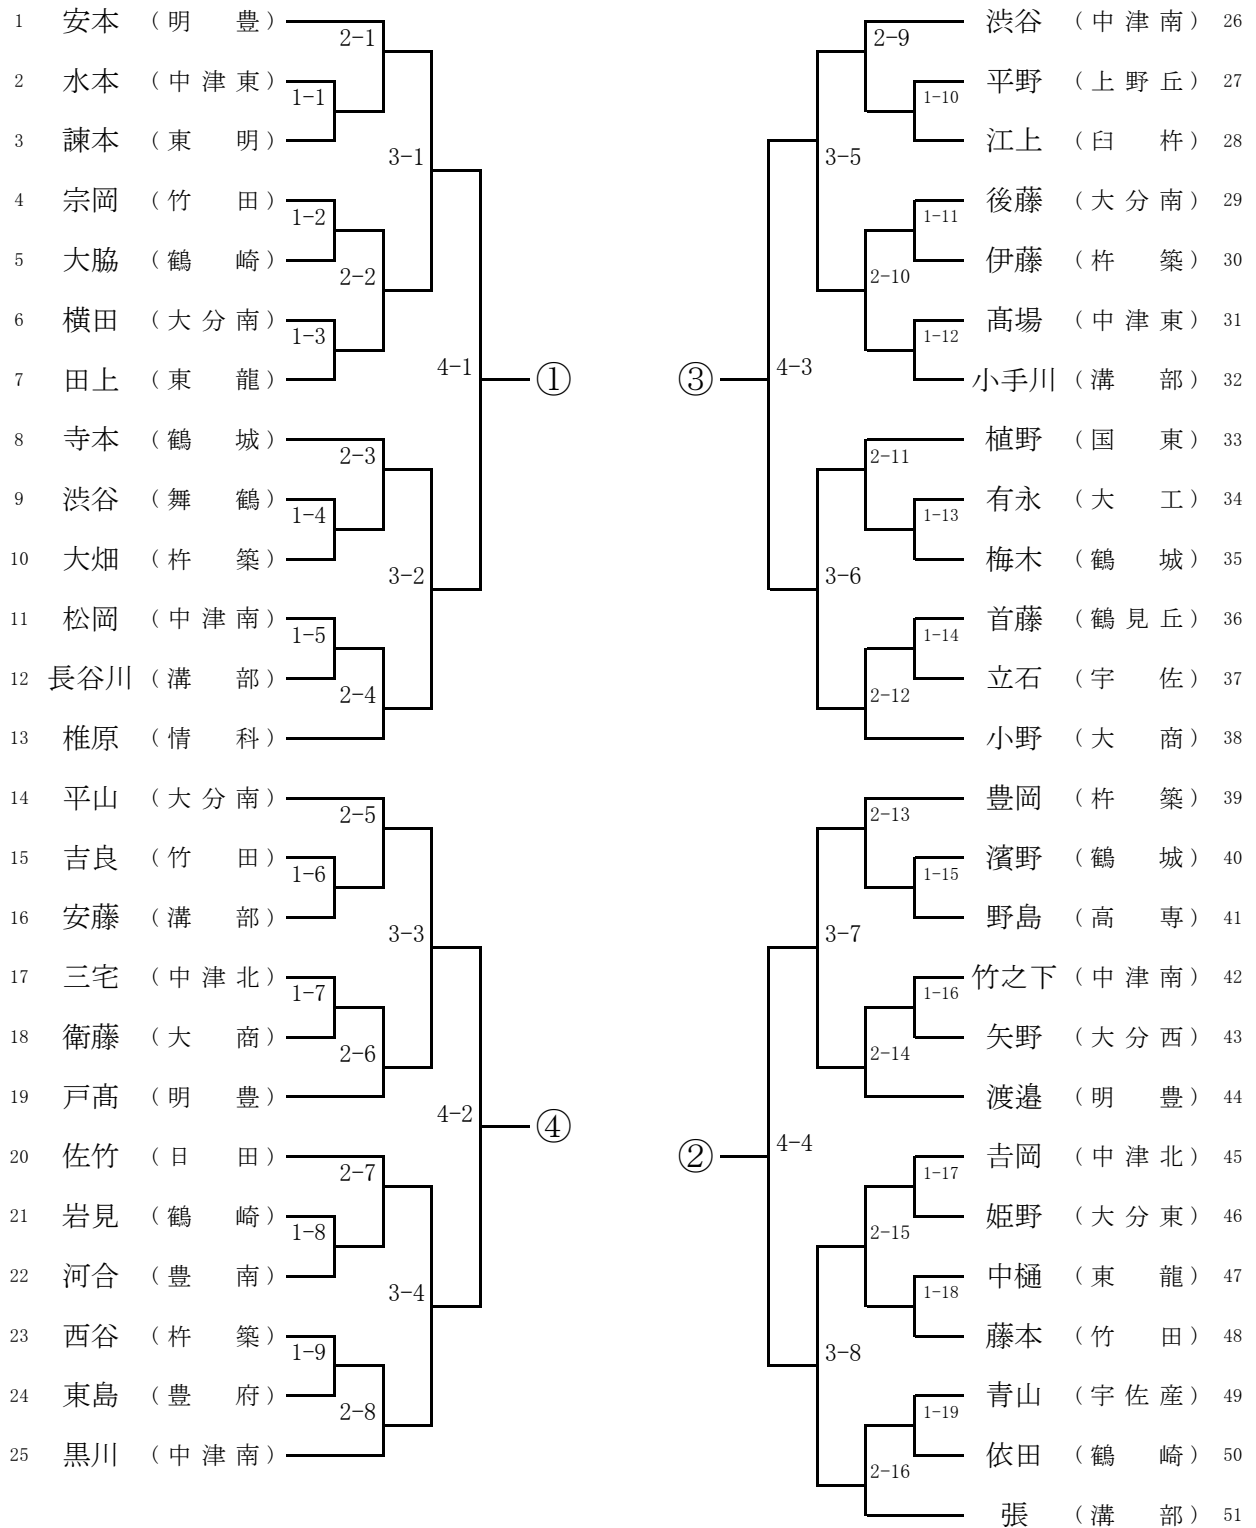 1 安本 （明 豊）
2-1
2 水本 （中津東）
1-1
3 諫本 （東 明）
3-1
4 宗岡 （竹 田）
1-2
5 大脇 （鶴 崎）
2-2
6 横田 （大分南）
1-3
7 田上 （東 龍）
4-1
①
8 寺本 （鶴 城）
2-3
9 渋谷 （舞 鶴）
1-4
10 大畑 （杵 築）
3-2
11 松岡 （中津南）
1-5
12 長谷川 （溝 部）
2-4
13 椎原 （情 科）
14 平山 （大分南）
2-5
15 吉良 （竹 田）
1-6
16 安藤 （溝 部）
3-3
17 三宅 （中津北）
1-7
18 衛藤 （大 商）
2-6
19 戸髙 （明 豊）
4-2
④
20 佐竹 （日 田）
2-7
21 岩見 （鶴 崎）
1-8
22 河合 （豊 南）
3-4
23 西谷 （杵 築）
1-9
24 東島 （豊 府）
2-8
25 黒川 （中津南）
渋谷 （中津南） 26
2-9
平野 （上野丘） 27
1-10
江上 （臼 杵） 28
3-5
後藤 （大分南） 29
1-11
伊藤 （杵 築） 30
2-10
髙場 （中津東） 31
1-12
小手川 （溝 部） 32
③
4-3
植野 （国 東） 33
2-11
有永 （大 工） 34
1-13
梅木 （鶴 城） 35
3-6
首藤 （鶴見丘） 36
1-14
立石 （宇 佐） 37
2-12
小野 （大 商） 38
豊岡 （杵 築） 39
2-13
濱野 （鶴 城） 40
1-15
野島 （高 専） 41
3-7
竹之下 （中津南） 42
1-16
矢野 （大分西） 43
2-14
渡邉 （明 豊） 44
②
4-4
𠮷岡 （中津北） 45
1-17
姫野 （大分東） 46
2-15
中樋 （東 龍） 47
1-18
藤本 （竹 田） 48
3-8
青山 （宇佐産） 49
1-19
依田 （鶴 崎） 50
2-16
張 （溝 部） 51